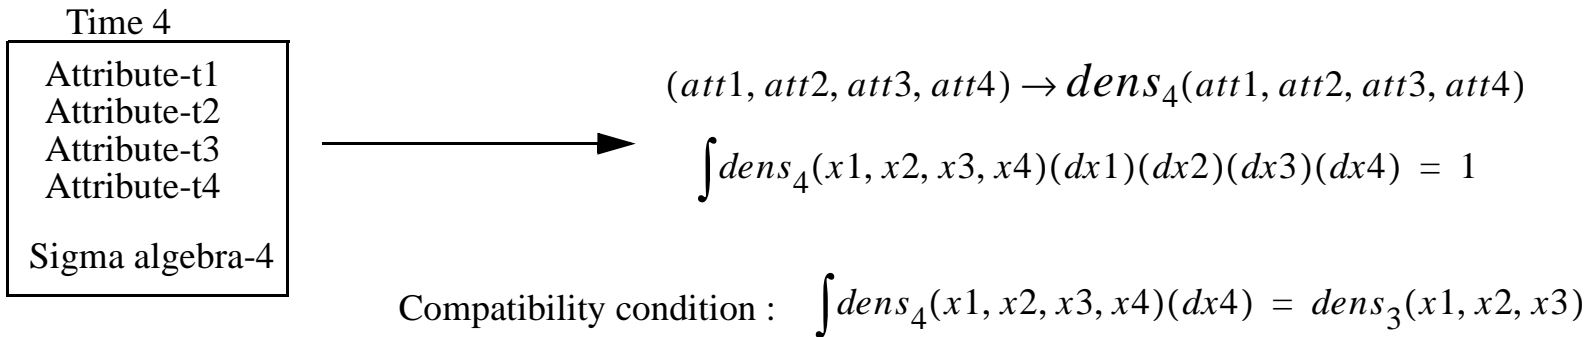 Time 4
Attribute-t1
Attribute-t2
Attribute-t3
Attribute-t4
Sigma algebra-4
(att1, att2, att3, att4) → dens₄(att1, att2, att3, att4)
∫dens₄(x1, x2, x3, x4)(dx1)(dx2)(dx3)(dx4) = 1
Compatibility condition : ∫dens₄(x1, x2, x3, x4)(dx4) = dens₃(x1, x2, x3)